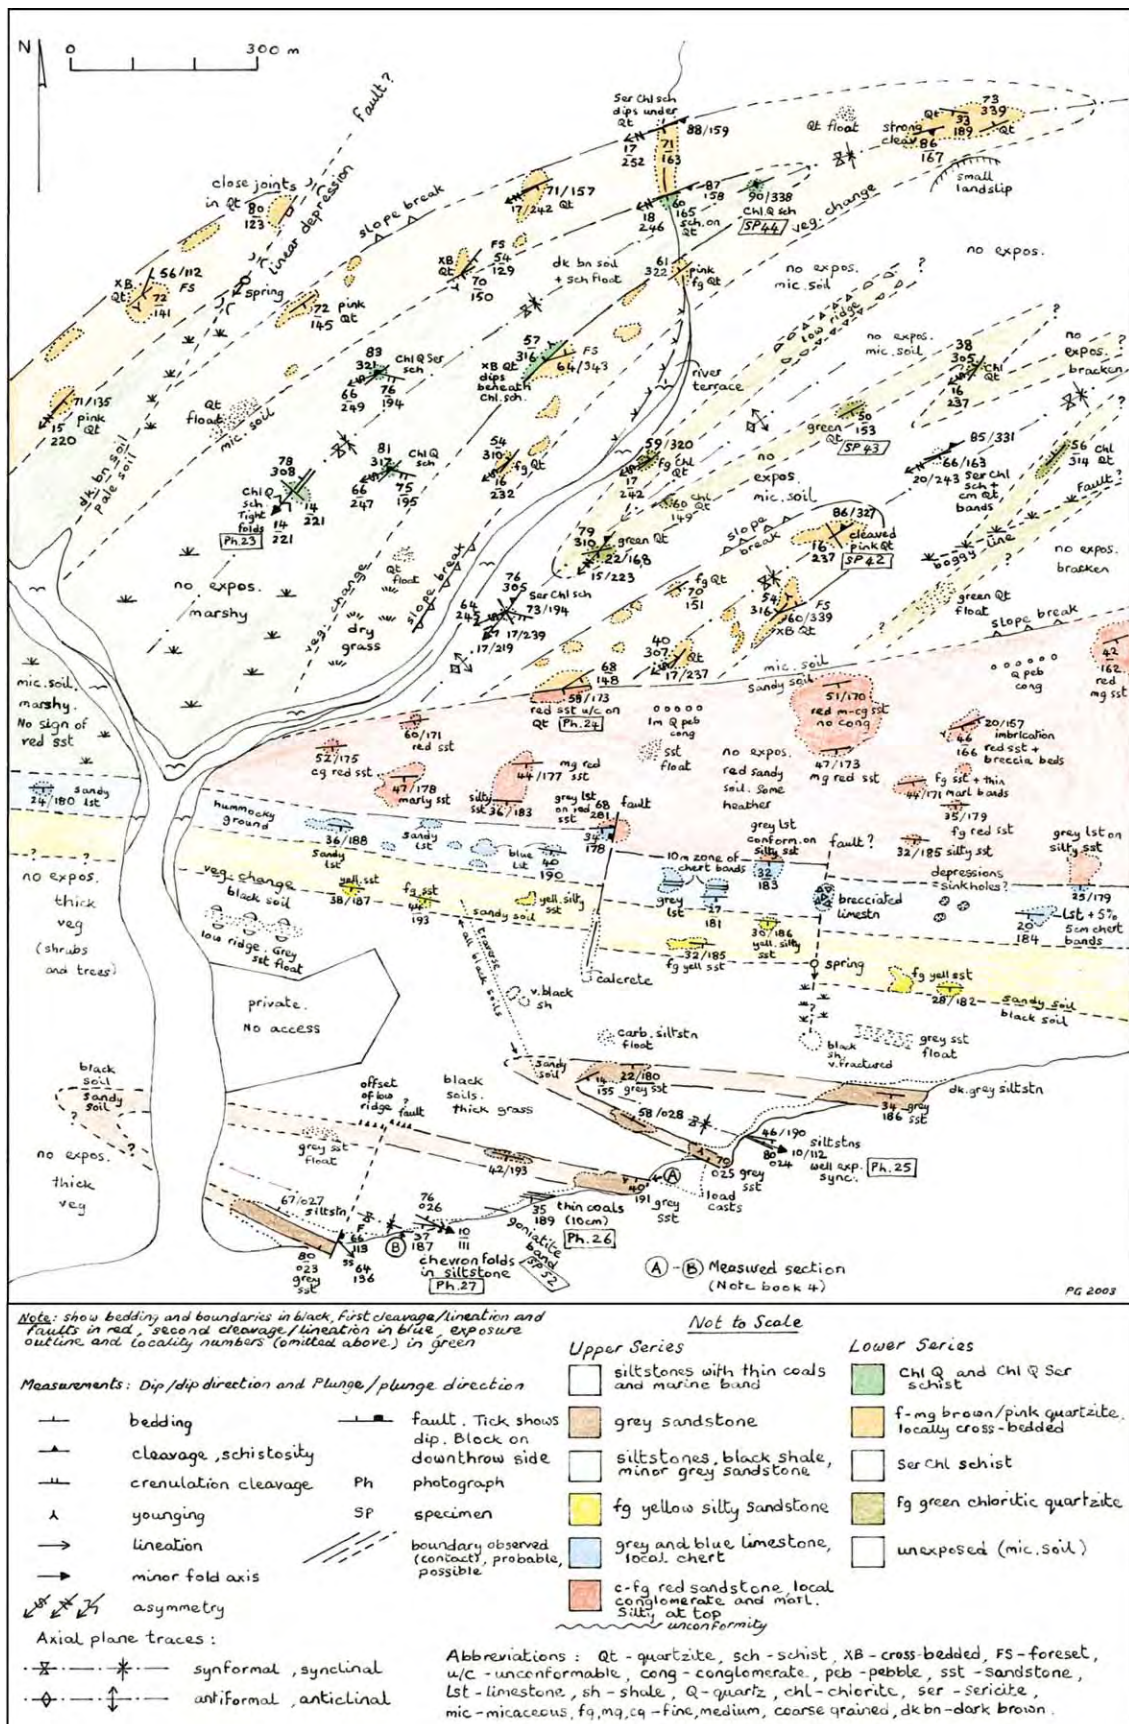 N
0 300 m
Fault?
Ser Chl sch
dips under
Qt
88/159
17
252
71
163
Qt float
Qt
73
339
33
189
strong
cleav
Qt
86
167
small
landslip
close joints
in Qt
80
123
linear depression
slope break
71/157
17/242 Qt
87
158
60
165
18
246
sch. on
Qt
90/338
Chl Q sch
SP44
veg. change
56/112
FS
XB
Qt
72
141
spring
72
145
pink
Qt
XB
Qt
FS
54
129
70
150
dk bn soil
+ sch float
61
322
pink
fg Qt
no expos.
mic. soil
no expos.
?
low ridge
83
321
Chl Q Ser
sch.
66
249
76
194
57
316
FS
64/343
XB Qt
dips
beneath
Chl. sch.
river
terrace
no expos.
mic. soil
38
305
Chl
Qt
16
237
?
no
expos.
bracken
?
71/135
15
220
pink
Qt
Qt
float
mic. soil
dk. bn soil
pale soil
78
308
Chl Q
sch
Tight
folds
Ph.23
14
221
14
221
81
317
Chl Q
sch
66
247
75
195
54
310
fg Qt
16
232
59/320
fg Chl
Qt
17
242
green Qt
50
153
SP43
no
expos.
mic. soil
85/331
66/163
20/243 Ser Chl
sch +
cm Qt
bands
56
314
Chl
Qt
Fault?
60
149
Chl
Qt
79
310
green Qt
22/168
15/223
slope
break
86/327
cleaved
pink Qt
16
237
SP42
boggy line
?
no expos.
bracken
no expos.
marshy
veg. change
Qt
float
dry
grass
slope break
76
305
Ser Chl sch
73/194
64
245
17/239
17/219
fg Qt
70
151
54
316
FS
60/339
XB Qt
green Qt
float
?
slope break
40
307
Qt
17/237
mic. soil
sandy soil
68
148
58/173
red sst u/c on
Qt
Ph.24
mic. soil.
marshy.
No sign of
red sst
60/171
red sst
52/175
cg red sst
47/178
marly sst
44/177
mg red
sst
silty
sst
36/183
grey lst
on red
sst
68
281
fault
34
178
1m Q peb
cong
sst
float
no expos.
red sandy
soil. some
heather
51/170
red m-cg sst
no cong
47/173
mg red sst
Q peb
cong
42
162
red
mg sst
20/157
imbrication
46
166
red sst +
breccia beds
fg sst + thin
marl bands
44/171
35/179
fg red sst
32/185
silty sst
grey lst on
silty sst
25/179
sandy
24/180 lst
hummocky
ground
36/188
sandy
lst
sandy
lst
blue
lst
40
190
grey lst
conform. on
silty sst
32
183
10m zone of
chert bands
grey
lst
27
181
fault?
brecciated
limestn
depressions
=sinkholes?
20
184
Lst + 5%
5cm chert
bands
? ? ?
no expos.
thick
veg
(shrubs
and trees)
veg. change
black soil
yell. sst
38/187
fg sst
44
193
yell. silty
sst
sandy soil
30/186
yell. silty
sst
32/185
fg yell sst
spring
fg yell sst
28/182
sandy soil
black soil
low ridge. Grey
sst float
private.
No access
traverse
all black soils
calcrete
v. black
sh
carb. siltstn
float
?
black
sh
v. fractured
grey sst
float
black
soil
sandy
soil
?
?
no expos.
thick
veg
offset
of low
ridge
?
fault
black
soils.
thick grass
sandy
soil
22/180
14
155
grey sst
58/028
dk. grey siltstn
34
186
grey
sst
46/190
siltstns
10/112
80
024
well exp.
sync.
Ph.25
grey sst
float
42/193
A
40
191
grey
sst
70
025
grey
sst
load
casts
67/027
siltstn
80
023
grey
sst
F
66
113
ss
64
136
76
026
B
37
187
10
111
chevron folds
in siltstone
Ph.27
35
189
thin coals
(10cm)
Ph.26
goniatite
band
SP52
A - B Measured section
(Note book 4)
PG 2003
Note: show bedding and boundaries in black, first cleavage/lineation and
faults in red, second cleavage/lineation in blue, exposure
outline and locality numbers (omitted above) in green
Measurements: Dip/dip direction and Plunge/plunge direction
bedding
cleavage, schistosity
crenulation cleavage
younging
lineation
minor fold axis
asymmetry
Axial plane traces:
synformal, synclinal
antiformal, anticlinal
fault. Tick shows
dip. Block on
downthrow side
Ph photograph
SP specimen
boundary observed
(contact), probable,
possible
Not to Scale
Upper Series
siltstones with thin coals
and marine band
grey sandstone
siltstones, black shale,
minor grey sandstone
fg yellow silty sandstone
grey and blue limestone,
local chert
c-fg red sandstone, local
conglomerate and marl.
Silty at top
unconformity
Lower Series
Chl Q and Chl Q Ser
schist
f-mg brown/pink quartzite,
locally cross-bedded
Ser Chl schist
fg green chloritic quartzite
unexposed (mic. soil)
Abbreviations: Qt - quartzite, sch - schist, XB - cross-bedded, FS - foreset,
u/c - unconformable, cong - conglomerate, peb - pebble, sst - sandstone,
Lst - limestone, sh - shale, Q - quartz, chl - chlorite, ser - sericite,
mic - micaceous, fg, mg, cg - fine, medium, coarse grained, dk bn - dark brown.